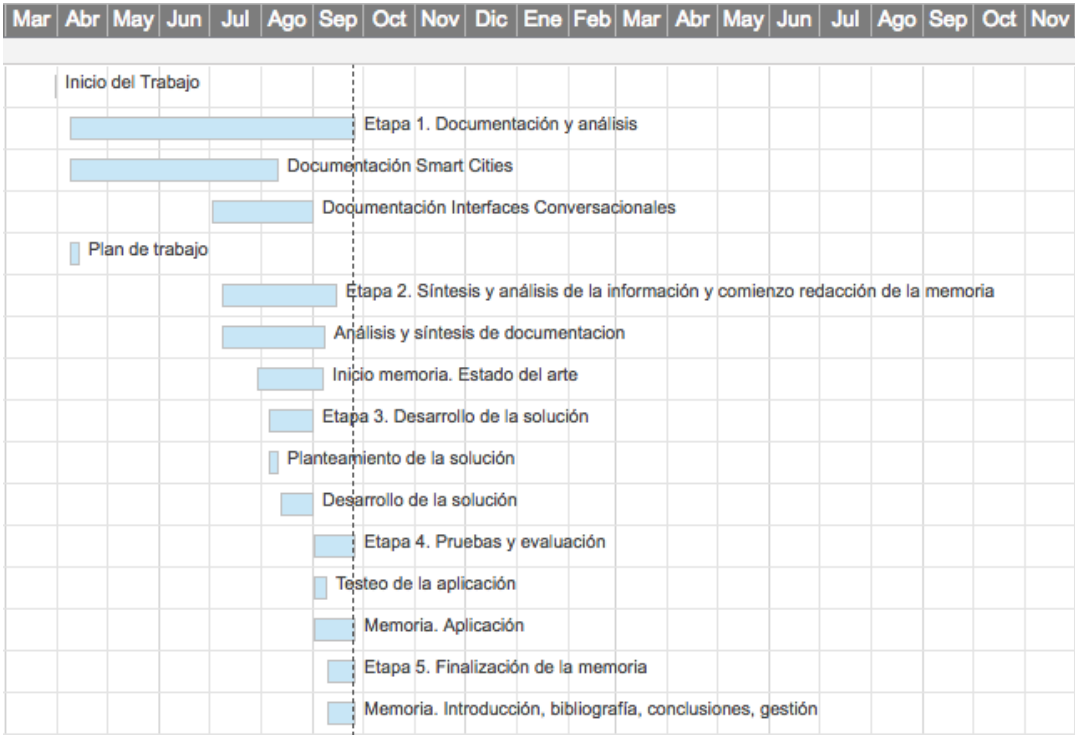 Mar Abr May Jun Jul Ago Sep Oct Nov Dic Ene Feb Mar Abr May Jun Jul Ago Sep Oct Nov
Inicio del Trabajo
Etapa 1. Documentación y análisis
Documentación Smart Cities
Documentación Interfaces Conversacionales
Plan de trabajo
Etapa 2. Síntesis y análisis de la información y comienzo redacción de la memoria
Análisis y síntesis de documentacion
Inicio memoria. Estado del arte
Etapa 3. Desarrollo de la solución
Planteamiento de la solución
Desarrollo de la solución
Etapa 4. Pruebas y evaluación
Testeo de la aplicación
Memoria. Aplicación
Etapa 5. Finalización de la memoria
Memoria. Introducción, bibliografía, conclusiones, gestión